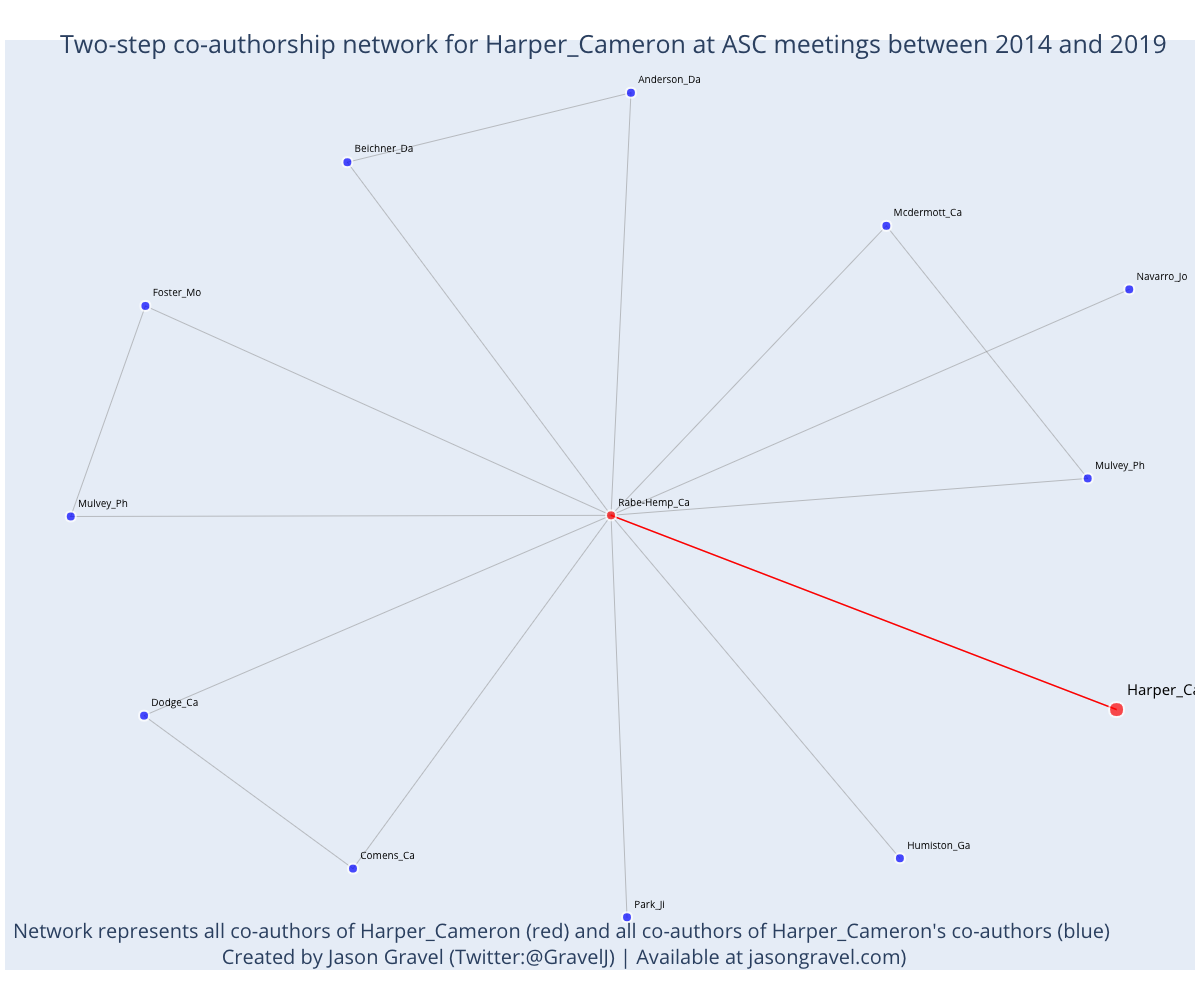 Two-step co-authorship network for Harper_Cameron at ASC meetings between 2014 and 2019
Anderson_Da
Beichner_Da
Mcdermott_Ca
Navarro_Jo
Foster_Mo
Mulvey_Ph
Mulvey_Ph
Rabe-Hemp_Ca
Harper_Ca
Dodge_Ca
Comens_Ca
Humiston_Ga
Park_Ji
Network represents all co-authors of Harper_Cameron (red) and all co-authors of Harper_Cameron's co-authors (blue)
Created by Jason Gravel (Twitter:@GravelJ) | Available at jasongravel.com)